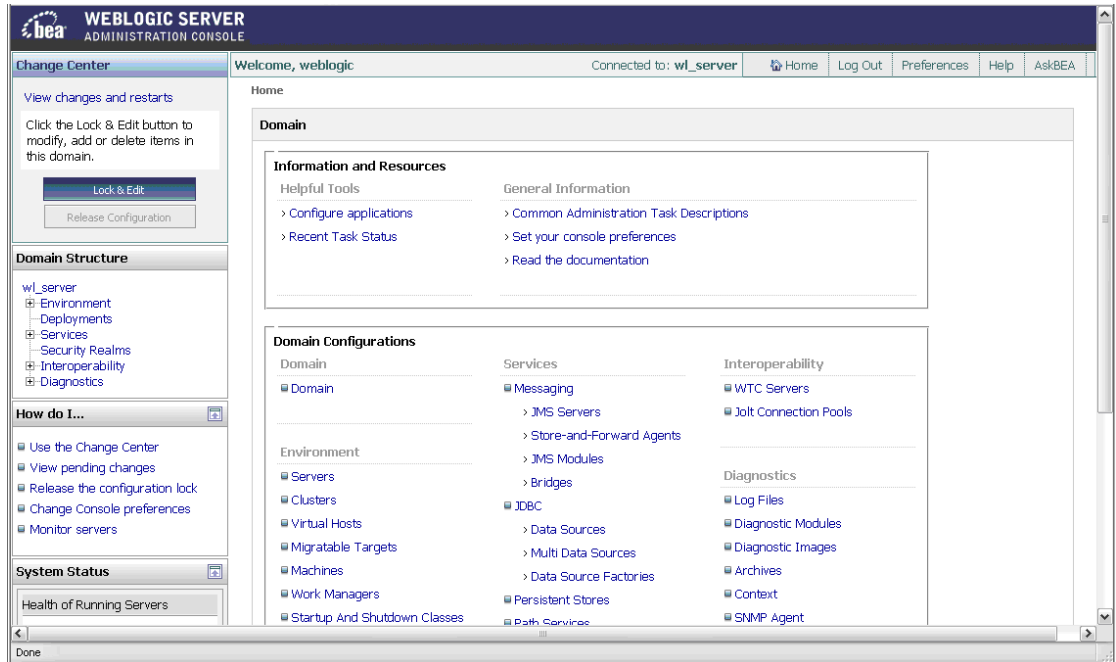 bea
WEBLOGIC SERVER
ADMINISTRATION CONSOLE
Change Center
View changes and restarts
Click the Lock & Edit button to
modify, add or delete items in
this domain.
Lock & Edit
Release Configuration
Domain Structure
wl_server
Environment
Deployments
Services
Security Realms
Interoperability
Diagnostics
How do I...
Use the Change Center
View pending changes
Release the configuration lock
Change Console preferences
Monitor servers
System Status
Health of Running Servers
Welcome, weblogic
Connected to: wl_server
Home
Log Out
Preferences
Help
AskBEA
Home
Domain
Information and Resources
Helpful Tools
› Configure applications
› Recent Task Status
General Information
› Common Administration Task Descriptions
› Set your console preferences
› Read the documentation
Domain Configurations
Domain
Domain
Environment
Servers
Clusters
Virtual Hosts
Migratable Targets
Machines
Work Managers
Startup And Shutdown Classes
Services
Messaging
› JMS Servers
› Store-and-Forward Agents
› JMS Modules
› Bridges
JDBC
› Data Sources
› Multi Data Sources
› Data Source Factories
Persistent Stores
Path Services
Interoperability
WTC Servers
Jolt Connection Pools
Diagnostics
Log Files
Diagnostic Modules
Diagnostic Images
Archives
Context
SNMP Agent
Done